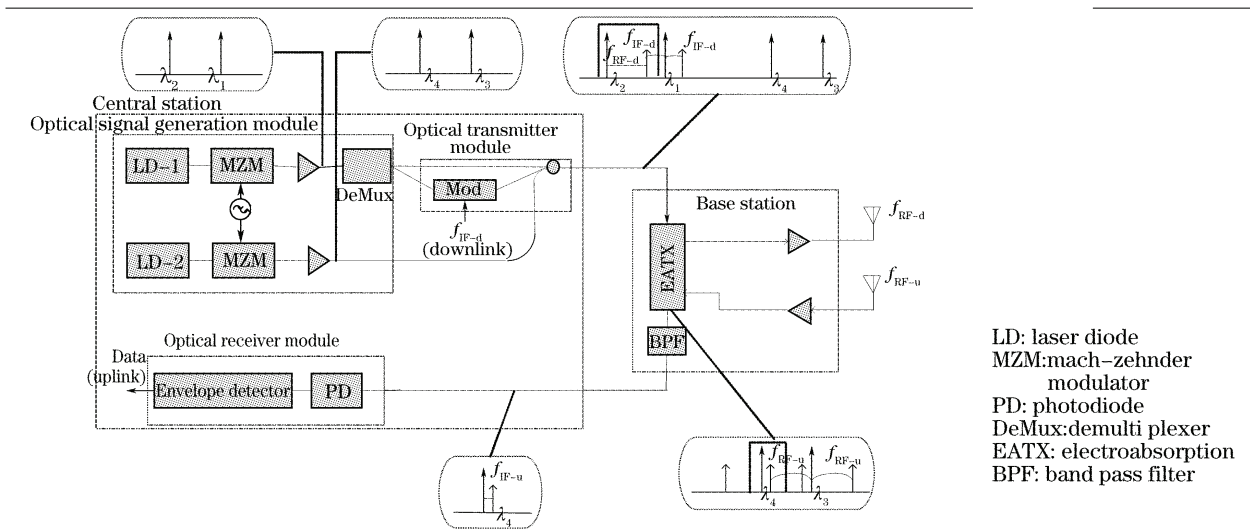 λ2 λ1
λ4 λ3
fRF-d fIF-d fIF-d
λ2 λ1 λ4 λ3
Central station
Optical signal generation module
LD-1 MZM
DeMux
LD-2 MZM
Optical transmitter
module
Mod
fIF-d
(downlink)
Base station
EATX
BPF
fRF-d
fRF-u
Optical receiver module
Data
(uplink)
Envelope detector
PD
fIF-u
λ4
fRF-u fRF-u
λ4 λ3
LD: laser diode
MZM:mach-zehnder
modulator
PD: photodiode
DeMux:demulti plexer
EATX: electroabsorption
BPF: band pass filter